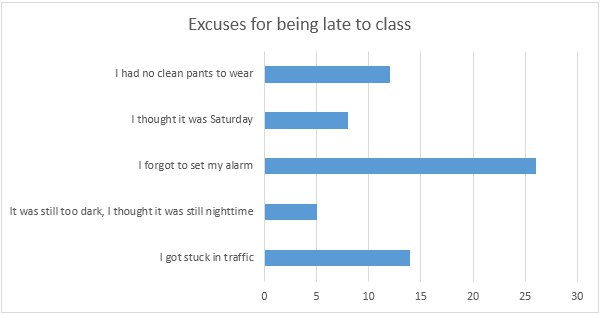 Excuses for being late to class
I had no clean pants to wear
I thought it was Saturday
I forgot to set my alarm
It was still too dark, I thought it was still nighttime
I got stuck in traffic
0 5 10 15 20 25 30